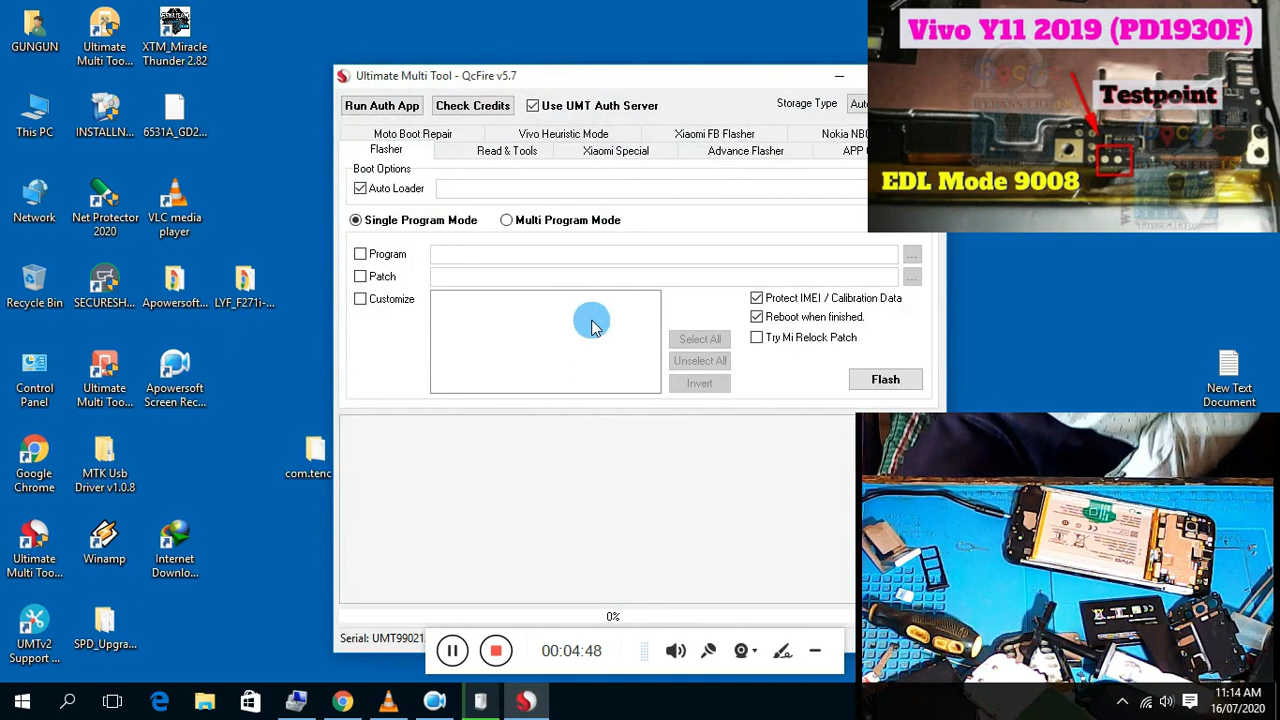 GUNGUN
Ultimate
Multi Too...
XTM_Miracle
Thunder 2.82
This PC
INSTALLN...
6531A_GD2...
Network
Net Protector
2020
VLC media
player
Recycle Bin
SECURESH...
Apowersoft...
LYF_F271i-...
Control
Panel
Ultimate
Multi Too...
Apowersoft
Screen Rec...
Google
Chrome
MTK Usb
Driver v1.0.8
com.tenc
Ultimate
Multi Too...
Winamp
Internet
Downlo...
UMTv2
Support ...
SPD_Upgra...
Ultimate Multi Tool - QcFire v5.7
Run Auth App
Check Credits
Use UMT Auth Server
Storage Type
Moto Boot Repair
Vivo Heuristic Mode
Xiaomi FB Flasher
Flasher
Read & Tools
Xiaomi Special
Advance Flasher
Boot Options
Auto Loader
Single Program Mode
Multi Program Mode
Program
...
Patch
...
Customize
Protect IMEI / Calibration Data
Reboot when finished.
Try Mi Relock Patch
Select All
Unselect All
Invert
Flash
0%
Serial: UMT99021
00:04:48
Vivo Y11 2019 (PD1930F)
Testpoint
EDL Mode 9008
vivo
New Text
Document
11:14 AM
16/07/2020